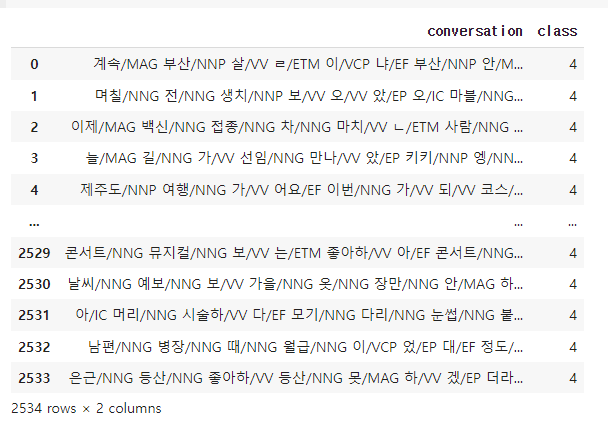 conversation class
0 계속/MAG 부산/NNP 살/VV ㄹ/ETM 이/VCP 냐/EF 부산/NNP 안/M... 4
1 며칠/NNG 전/NNG 생치/NNP 보/VV 오/VV 았/EP 오/IC 마블/NNG... 4
2 이제/MAG 백신/NNG 접종/NNG 차/NNG 마치/VV ㄴ/ETM 사람/NNG ... 4
3 늘/MAG 길/NNG 가/VV 선임/NNG 만나/VV 았/EP 키키/NNP 엥/NN... 4
4 제주도/NNP 여행/NNG 가/VV 어요/EF 이번/NNG 가/VV 되/VV 코스/... 4
... ... ...
2529 콘서트/NNG 뮤지컬/NNG 보/VV 는/ETM 좋아하/VV 아/EF 콘서트/NNG... 4
2530 날씨/NNG 예보/NNG 보/VV 가을/NNG 옷/NNG 장만/NNG 안/MAG 하... 4
2531 아/IC 머리/NNG 시술하/VV 다/EF 모기/NNG 다리/NNG 눈썹/NNG 붙... 4
2532 남편/NNG 병장/NNG 때/NNG 월급/NNG 이/VCP 었/EP 대/EF 정도/... 4
2533 은근/NNG 등산/NNG 좋아하/VV 등산/NNG 못/MAG 하/VV 겠/EP 더라... 4
2534 rows × 2 columns